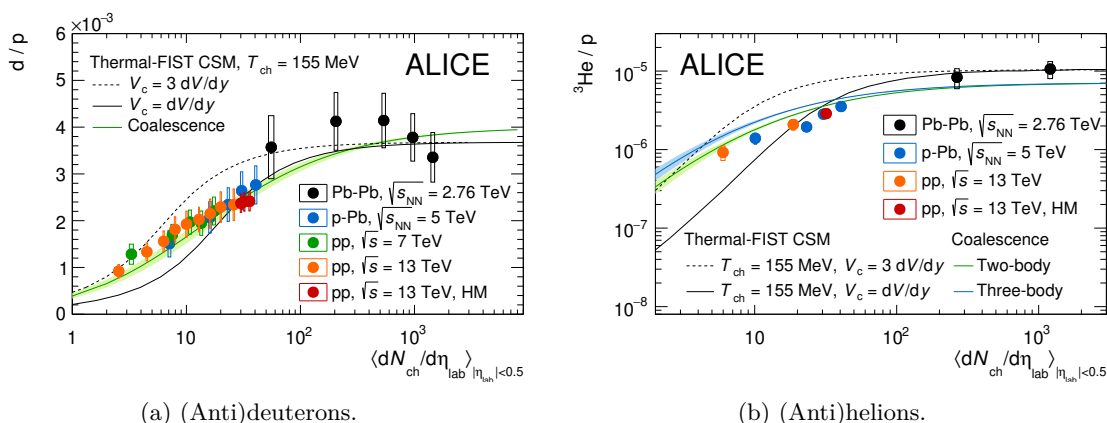 d / p
×10⁻³
6
5
4
3
2
1
0
Thermal-FIST CSM, T_ch = 155 MeV
V_c = 3 dV/dy
V_c = dV/dy
Coalescence
ALICE
Pb-Pb, √s_NN = 2.76 TeV
p-Pb, √s_NN = 5 TeV
pp, √s = 7 TeV
pp, √s = 13 TeV
pp, √s = 13 TeV, HM
1 10 10² 10³
⟨dN_ch/dη_lab⟩_|η_lab|<0.5
(a) (Anti)deuterons.
³He / p
10⁻⁵
10⁻⁶
10⁻⁷
10⁻⁸
ALICE
Pb-Pb, √s_NN = 2.76 TeV
p-Pb, √s_NN = 5 TeV
pp, √s = 13 TeV
pp, √s = 13 TeV, HM
Thermal-FIST CSM
T_ch = 155 MeV, V_c = 3 dV/dy
T_ch = 155 MeV, V_c = dV/dy
Coalescence
Two-body
Three-body
10 10² 10³
⟨dN_ch/dη_lab⟩_|η_lab|<0.5
(b) (Anti)helions.